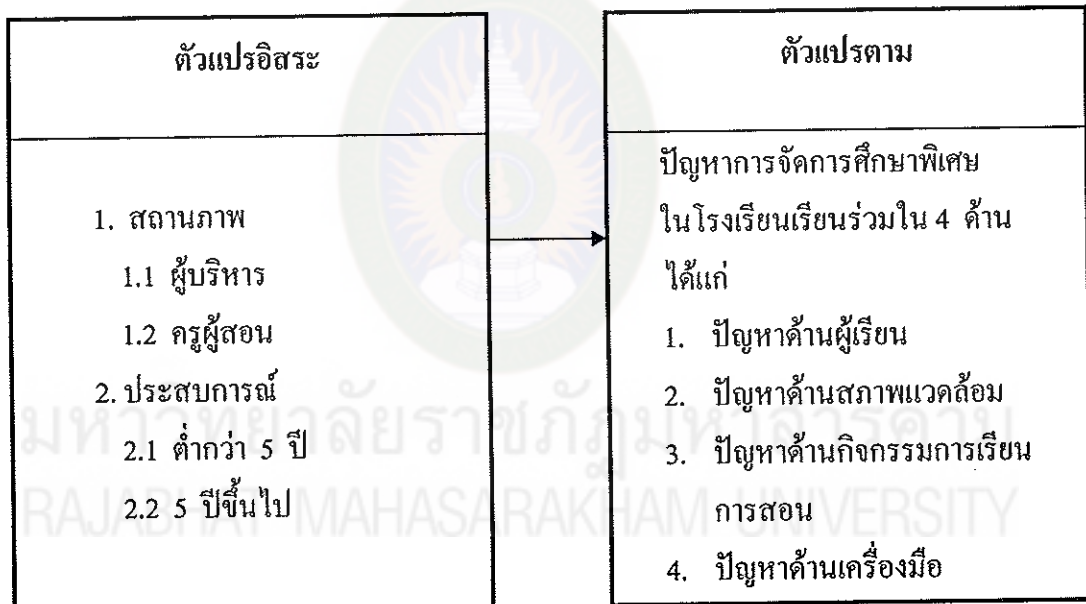 ตัวแปรอิสระ
1. สถานภาพ
1.1 ผู้บริหาร
1.2 ครูผู้สอน
2. ประสบการณ์
2.1 ต่ำกว่า 5 ปี
2.2 5 ปีขึ้นไป
ตัวแปรตาม
ปัญหาการจัดการศึกษาพิเศษ
ในโรงเรียนเรียนร่วมใน 4 ด้าน
ได้แก่
1. ปัญหาด้านผู้เรียน
2. ปัญหาด้านสภาพแวดล้อม
3. ปัญหาด้านกิจกรรมการเรียน
การสอน
4. ปัญหาด้านเครื่องมือ
มหาวิทยาลัยราชภัฏมหาสารคาม
RAJABHAT MAHASARAKHAM UNIVERSITY